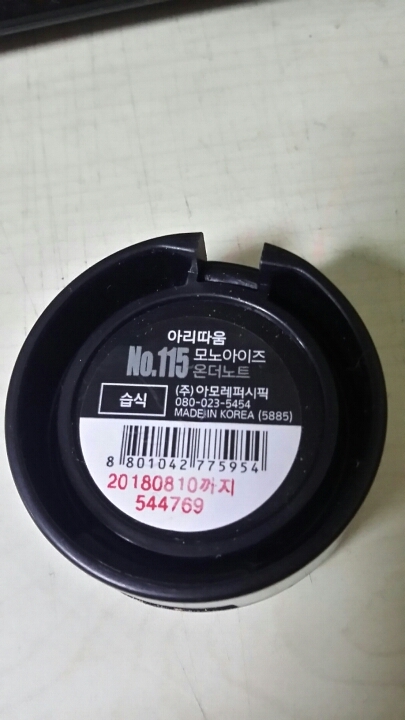 아리따움
No.115 모노아이즈
온더노트
습식
(주)아모레퍼시픽
080-023-5454
MADE IN KOREA (5885)
8 801042 775954
20180810까지
544769